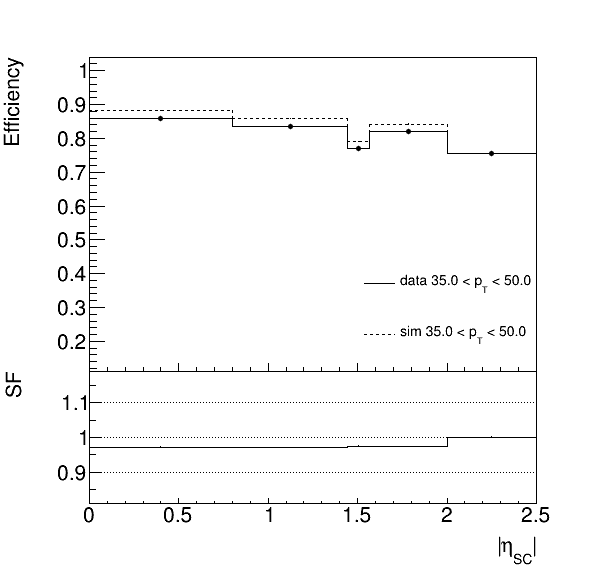 Efficiency
1
0.9
0.8
0.7
0.6
0.5
0.4
0.3
0.2
data 35.0 < p_T < 50.0
sim 35.0 < p_T < 50.0
SF
1.1
1
0.9
0 0.5 1 1.5 2 2.5
|η_SC|